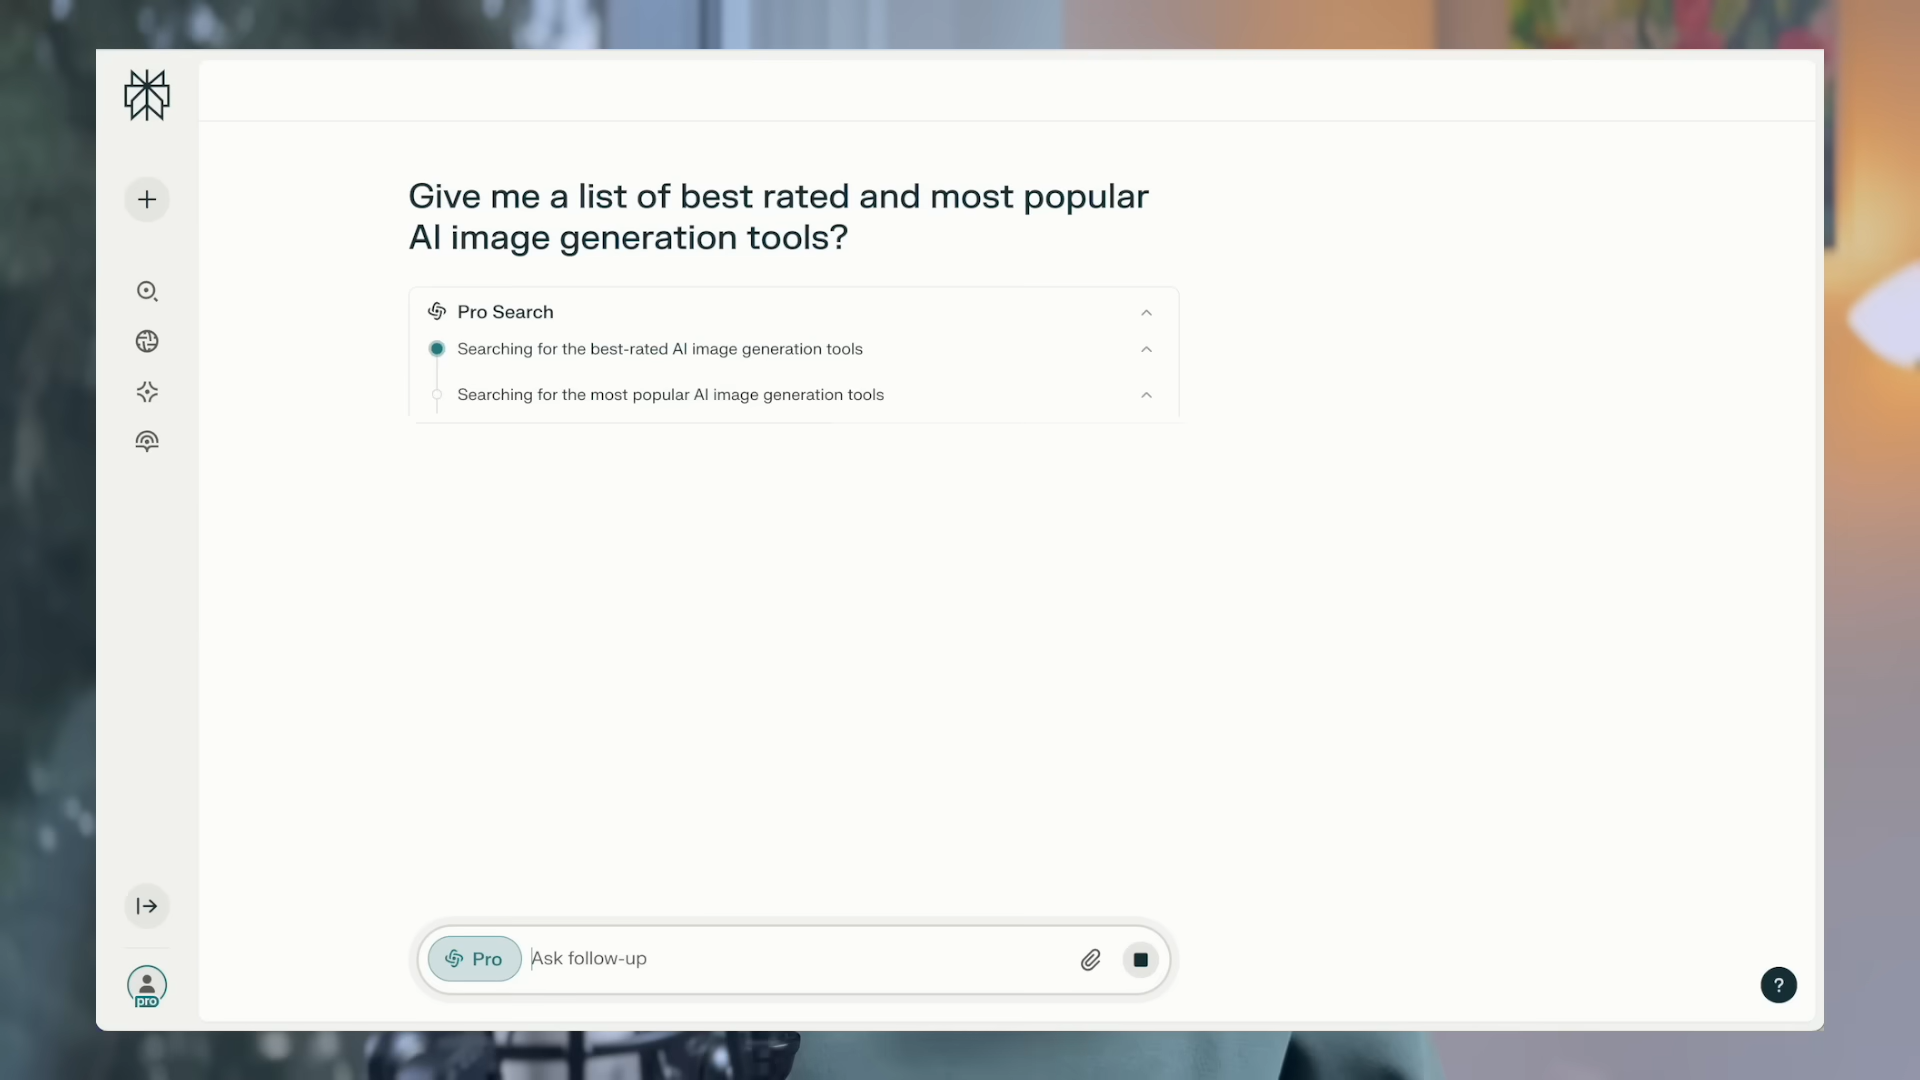 Give me a list of best rated and most popular
AI image generation tools?
Pro Search
Searching for the best-rated AI image generation tools
Searching for the most popular AI image generation tools
Pro
Ask follow-up
pro
?